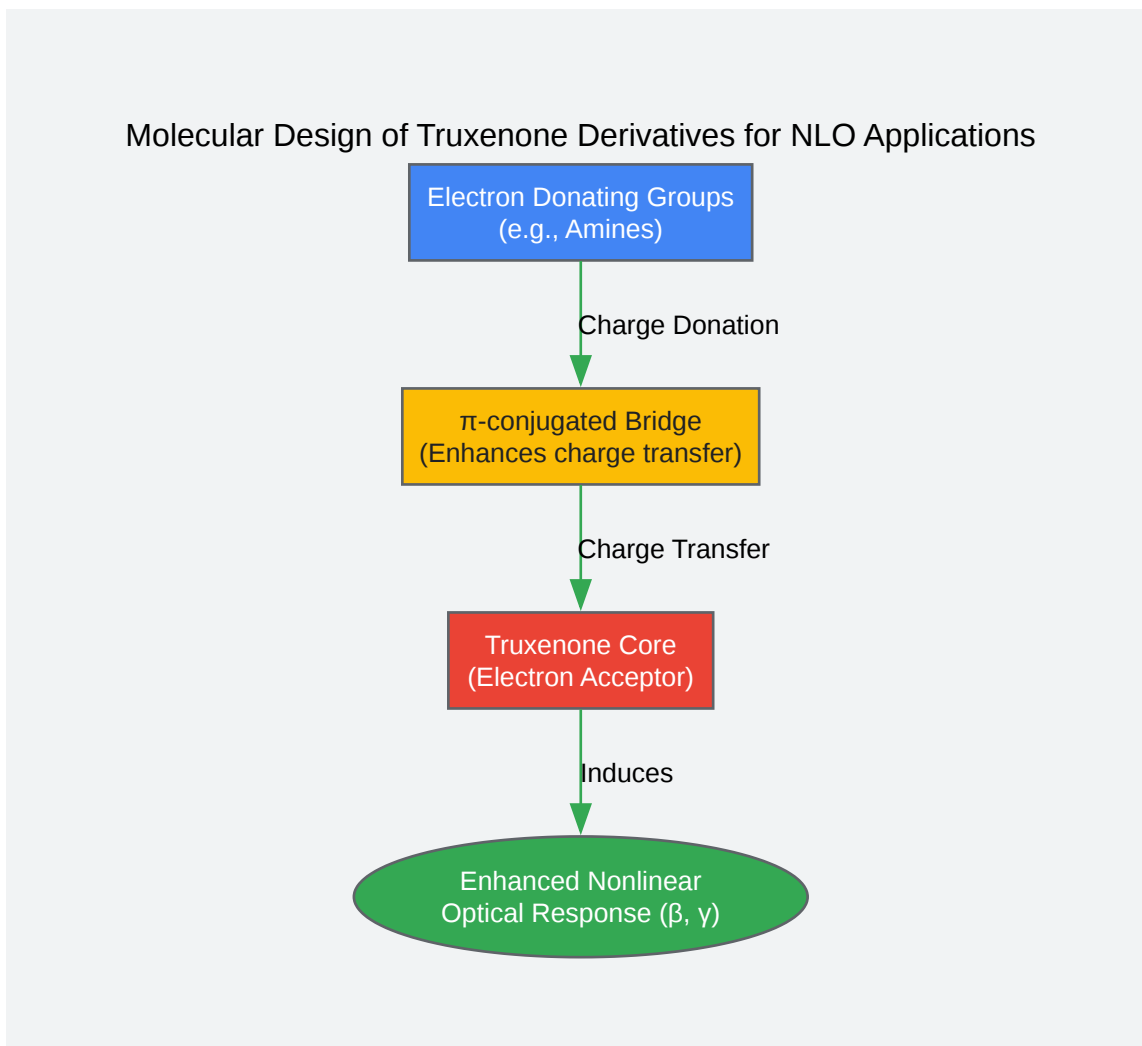 Molecular Design of Truxenone Derivatives for NLO Applications
Electron Donating Groups
(e.g., Amines)
Charge Donation
π-conjugated Bridge
(Enhances charge transfer)
Charge Transfer
Truxenone Core
(Electron Acceptor)
Induces
Enhanced Nonlinear
Optical Response (β, γ)